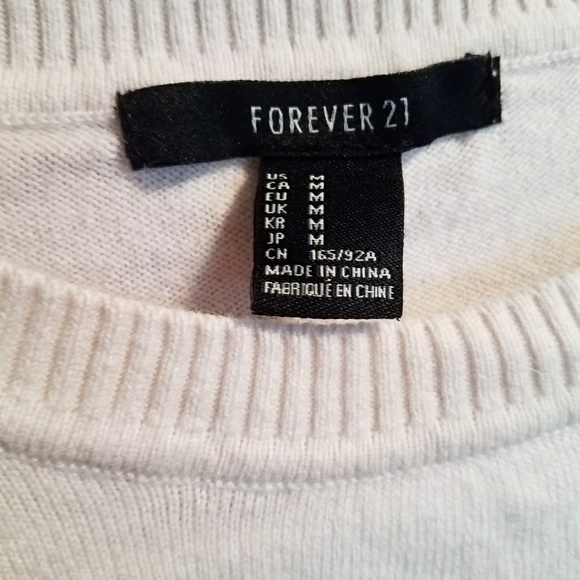 FOREVER 21
US M
CA M
EU M
UK M
KR M
JP M
CN 165/92A
MADE IN CHINA
FABRIQUÉ EN CHINE